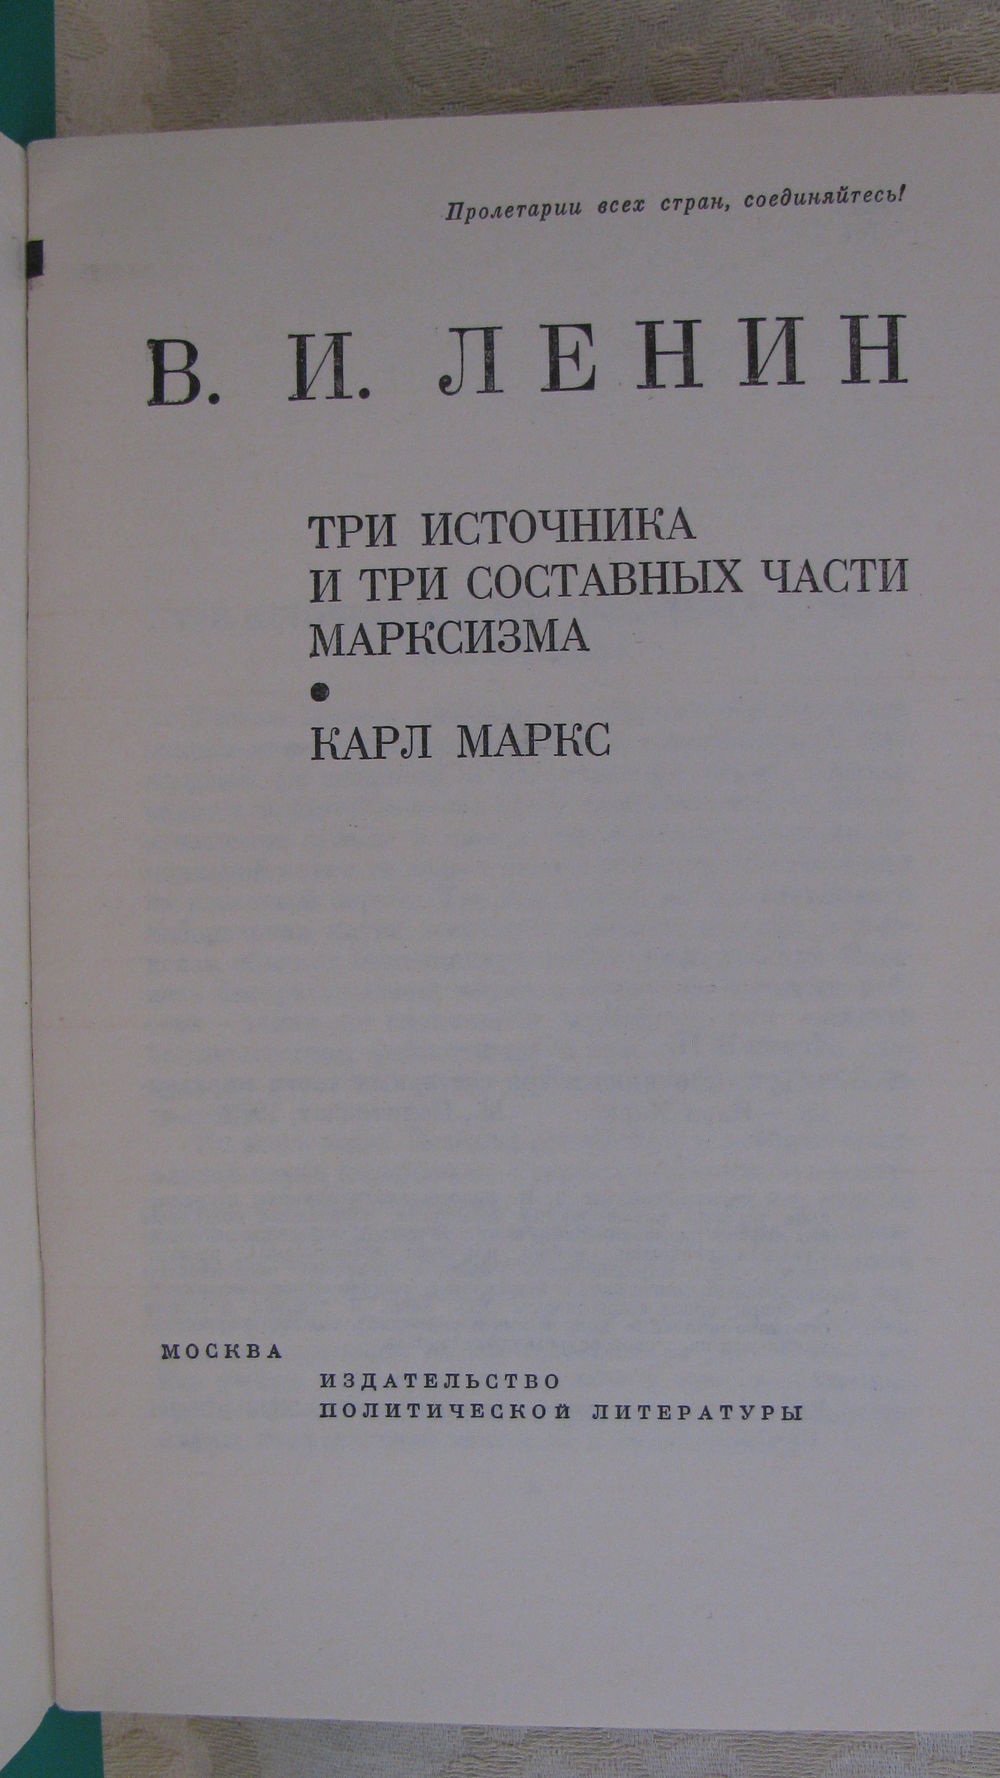 Пролетарии всех стран, соединяйтесь!
В. И. ЛЕНИН
ТРИ ИСТОЧНИКА
И ТРИ СОСТАВНЫХ ЧАСТИ
МАРКСИЗМА
•
КАРЛ МАРКС
МОСКВА
ИЗДАТЕЛЬСТВО
ПОЛИТИЧЕСКОЙ ЛИТЕРАТУРЫ